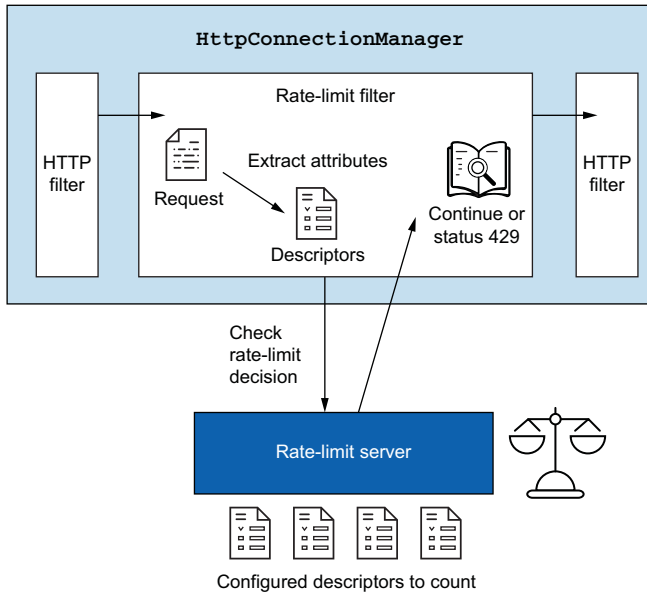 HttpConnectionManager
HTTP
filter
Rate-limit filter
Request
Extract attributes
Descriptors
Continue or
status 429
HTTP
filter
Check
rate-limit
decision
Rate-limit server
Configured descriptors to count